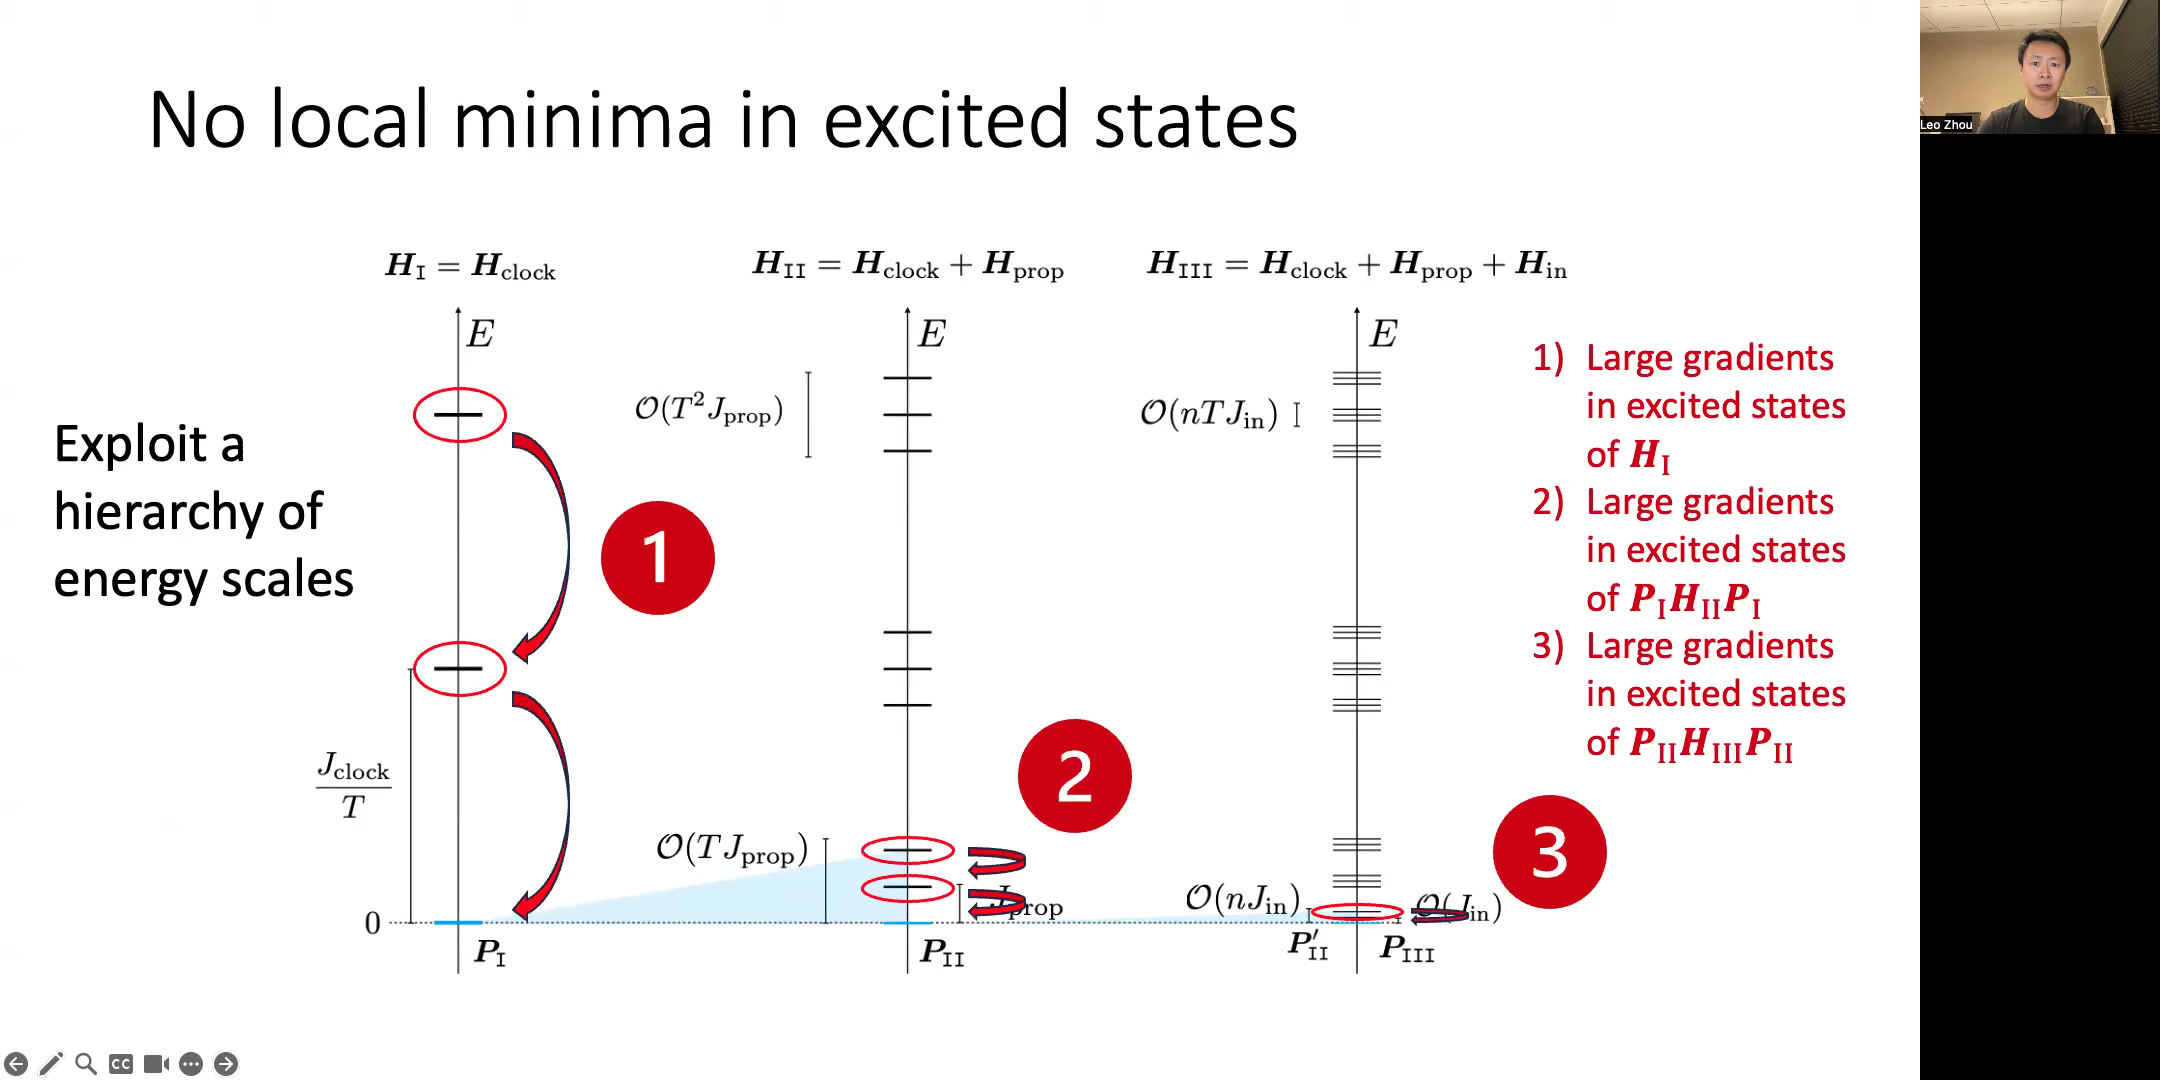 No local minima in excited states
Leo Zhou
H_I = H_clock
H_II = H_clock + H_prop
H_III = H_clock + H_prop + H_in
E
E
E
Exploit a
hierarchy of
energy scales
O(T²J_prop)
O(nTJ_in)
1
2
3
J_clock
T
O(TJ_prop)
J_prop
O(nJ_in)
O(J_in)
0
P_I
P_II
P′_II
P_III
1) Large gradients
in excited states
of H_I
2) Large gradients
in excited states
of P_I H_II P_I
3) Large gradients
in excited states
of P_II H_III P_II
CC